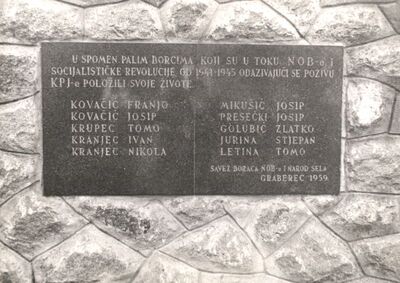 U SPOMEN PALIM BORCIMA KOJI SU U TOKU NOB-e I
SOCIJALISTIČKE REVOLUCIJE OD 1941-1945 ODAZIVAJUĆI SE POZIVU
KPJ-e POLOŽILI SVOJE ŽIVOTE
KOVAČIĆ FRANJO
KOVAČIĆ JOSIP
KRUPEC TOMO
KRANJEC IVAN
KRANJEC NIKOLA
MIKUŠIĆ JOSIP
PRESEČKI JOSIP
GOLUBIĆ ZLATKO
JURINA STJEPAN
LETINA TOMO
SAVEZ BORACA NOB-e I NAROD SELA
GRABEREC 1959.